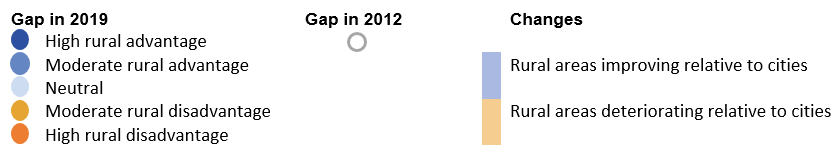 Gap in 2019
High rural advantage
Moderate rural advantage
Neutral
Moderate rural disadvantage
High rural disadvantage
Gap in 2012
Changes
Rural areas improving relative to cities
Rural areas deteriorating relative to cities